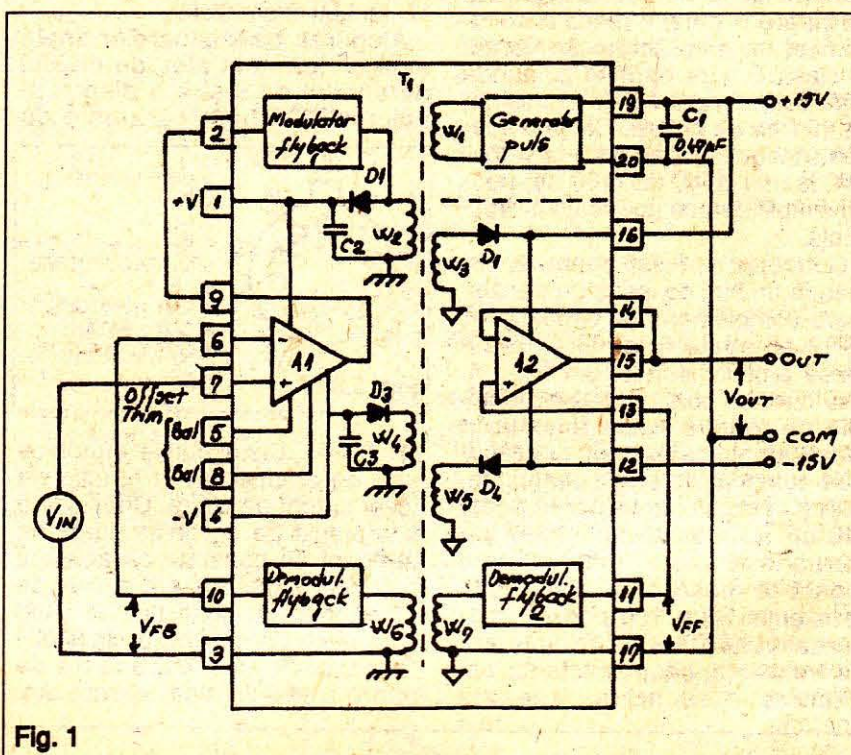 T1
2
Modulator
flyback
W1
Generator
puls
19
20
C1
0,47µF
+15V
D1
+V
1
C2
W2
16
W3
D1
9
6
7
-
+
A1
14
15
-
+
A2
OUT
Offset
Trim
5
Bal
8
Bal
4
-V
D3
C3
W4
13
12
VOUT
COM
-15V
W5
D4
VIN
10
VFB
3
Demodul.
flyback
W6
W7
Demodul.
flyback
2
11
VFF
17
Fig. 1